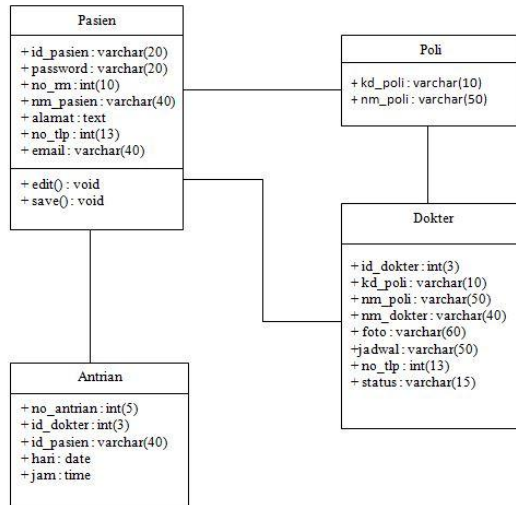 Pasien
+ id_pasien : varchar(20)
+ password : varchar(20)
+ no_rm : int(10)
+ nm_pasien : varchar(40)
+ alamat : text
+ no_tlp : int(13)
+ email : varchar(40)
+ edit() : void
+ save() : void
Poli
+ kd_poli : varchar(10)
+ nm_poli : varchar(50)
Dokter
+ id_dokter : int(3)
+ kd_poli : varchar(10)
+ nm_poli : varchar(50)
+ nm_dokter : varchar(40)
+ foto : varchar(60)
+jadwal : varchar(50)
+ no_tlp : int(13)
+ status : varchar(15)
Antrian
+ no_antrian : int(5)
+ id_dokter : int(3)
+ id_pasien : varchar(40)
+ hari : date
+ jam : time